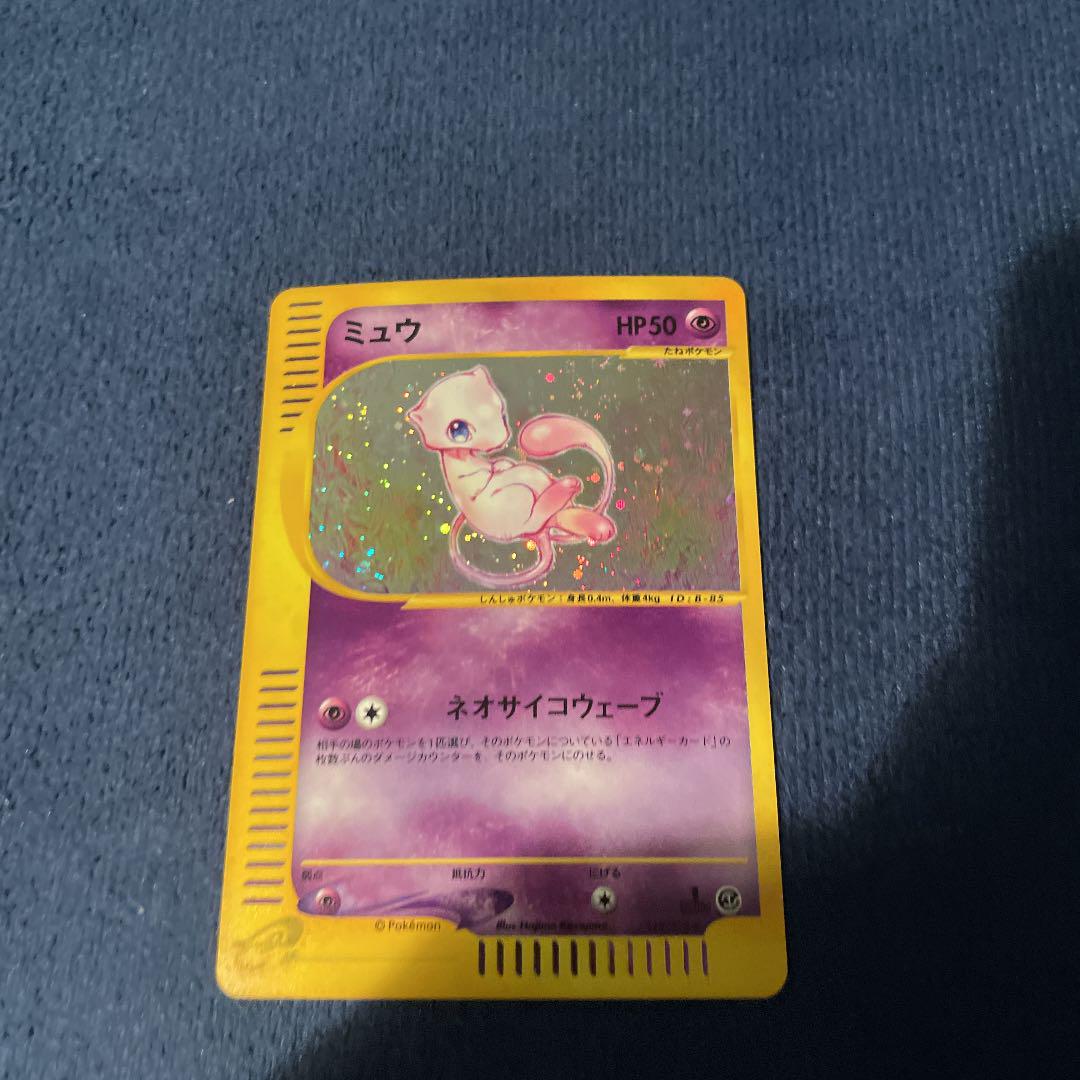 ミュウ
HP50
たねポケモン
しんしゅポケモン：身長0.4m、体重4kg ID：B-85
ネオサイコウェーブ
相手の場のポケモンを1匹選び、そのポケモンについている「エネルギーカード」の
枚数ぶんのダメージカウンターを、そのポケモンにのせる。
弱点
抵抗力
にげる
©Pokémon